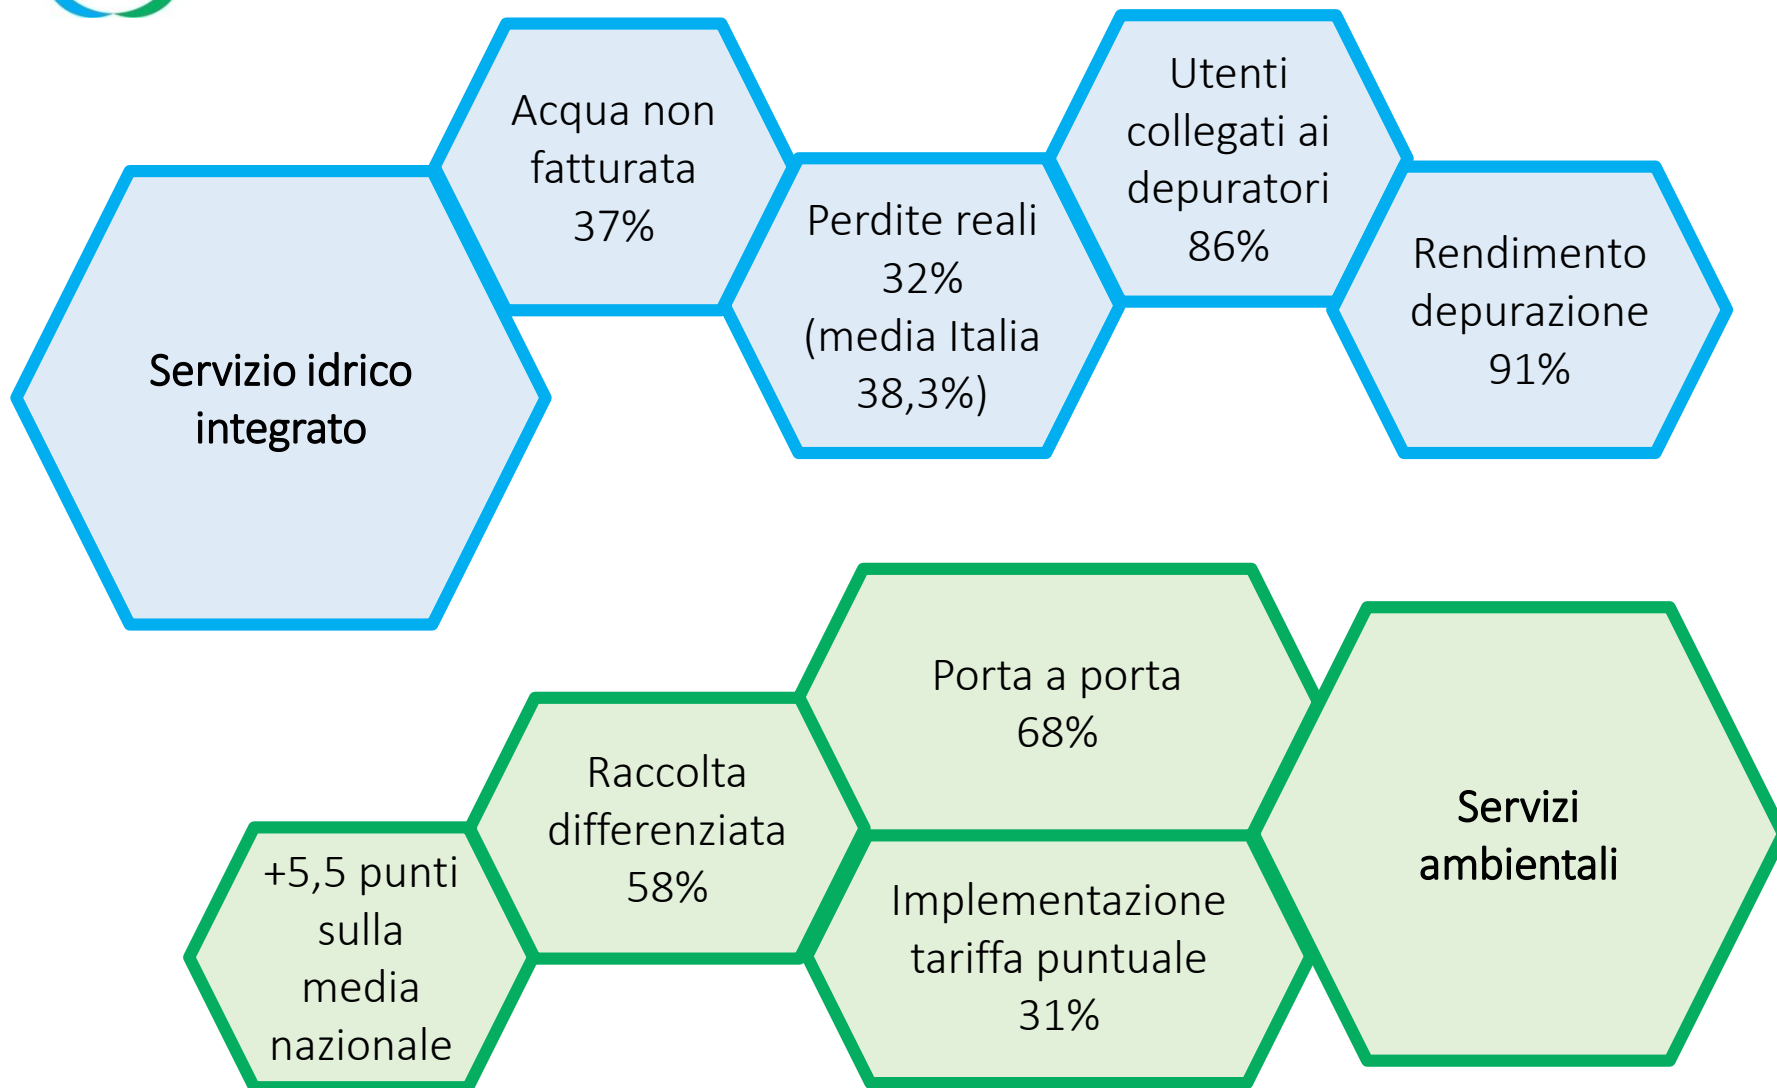 Servizio idrico
integrato
Acqua non
fatturata
37%
Perdite reali
32%
(media Italia
38,3%)
Utenti
collegati ai
depuratori
86%
Rendimento
depurazione
91%
+5,5 punti
sulla
media
nazionale
Raccolta
differenziata
58%
Porta a porta
68%
Implementazione
tariffa puntuale
31%
Servizi
ambientali